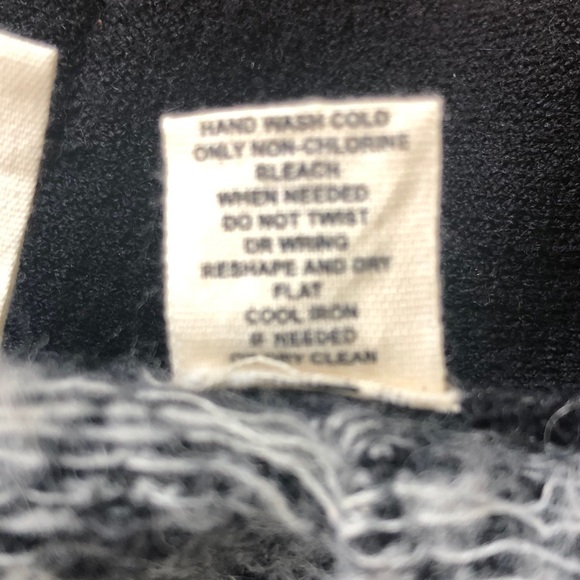 HAND WASH COLD
ONLY NON-CHLORINE
BLEACH
WHEN NEEDED
DO NOT TWIST
OR WRING
RESHAPE AND DRY
FLAT
COOL IRON
IF NEEDED
OR DRY CLEAN